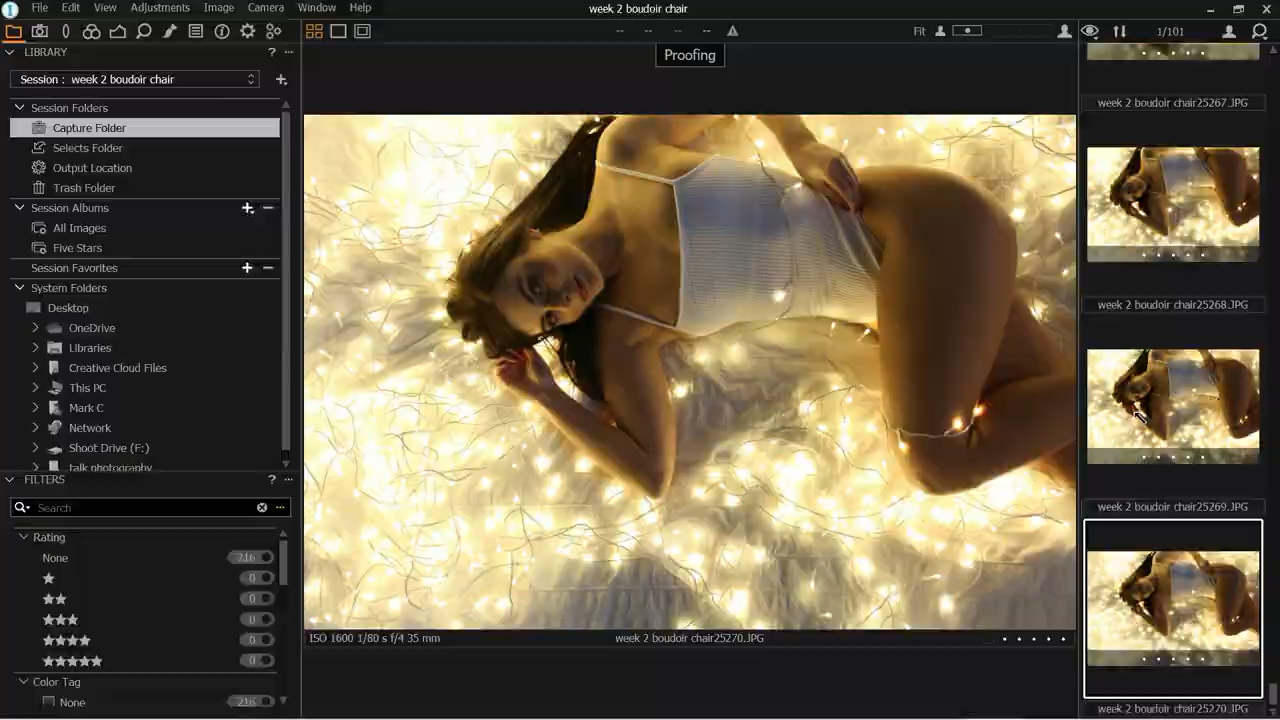 File Edit View Adjustments Image Camera Window Help
week 2 boudoir chair
Fit
1/101
LIBRARY
?
Session : week 2 boudoir chair
Session Folders
Capture Folder
Selects Folder
Output Location
Trash Folder
Session Albums
All Images
Five Stars
Session Favorites
System Folders
Desktop
OneDrive
Libraries
Creative Cloud Files
This PC
Mark C
Network
Shoot Drive (F:)
talk photography
FILTERS
?
Search
Rating
None 216
0
0
0
0
0
Color Tag
None 216
Proofing
ISO 1600 1/80 s f/4 35 mm
week 2 boudoir chair25270.JPG
week 2 boudoir chair25267.JPG
week 2 boudoir chair25268.JPG
week 2 boudoir chair25269.JPG
week 2 boudoir chair25270.JPG